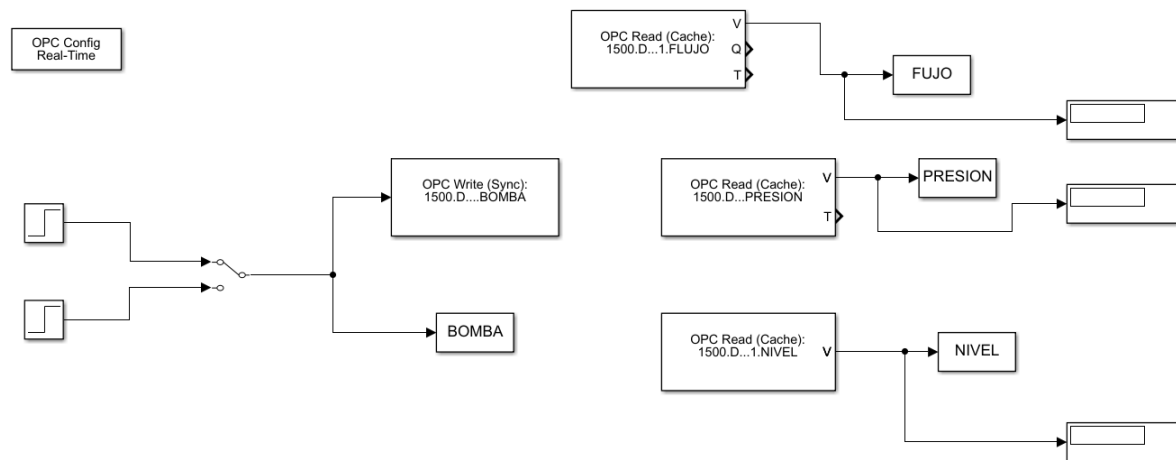 OPC Config
Real-Time
OPC Read (Cache):
1500.D...1.FLUJO
V
Q
T
FUJO
OPC Write (Sync):
1500.D....BOMBA
OPC Read (Cache):
1500.D...PRESION
V
T
PRESION
BOMBA
OPC Read (Cache):
1500.D...1.NIVEL
V
NIVEL